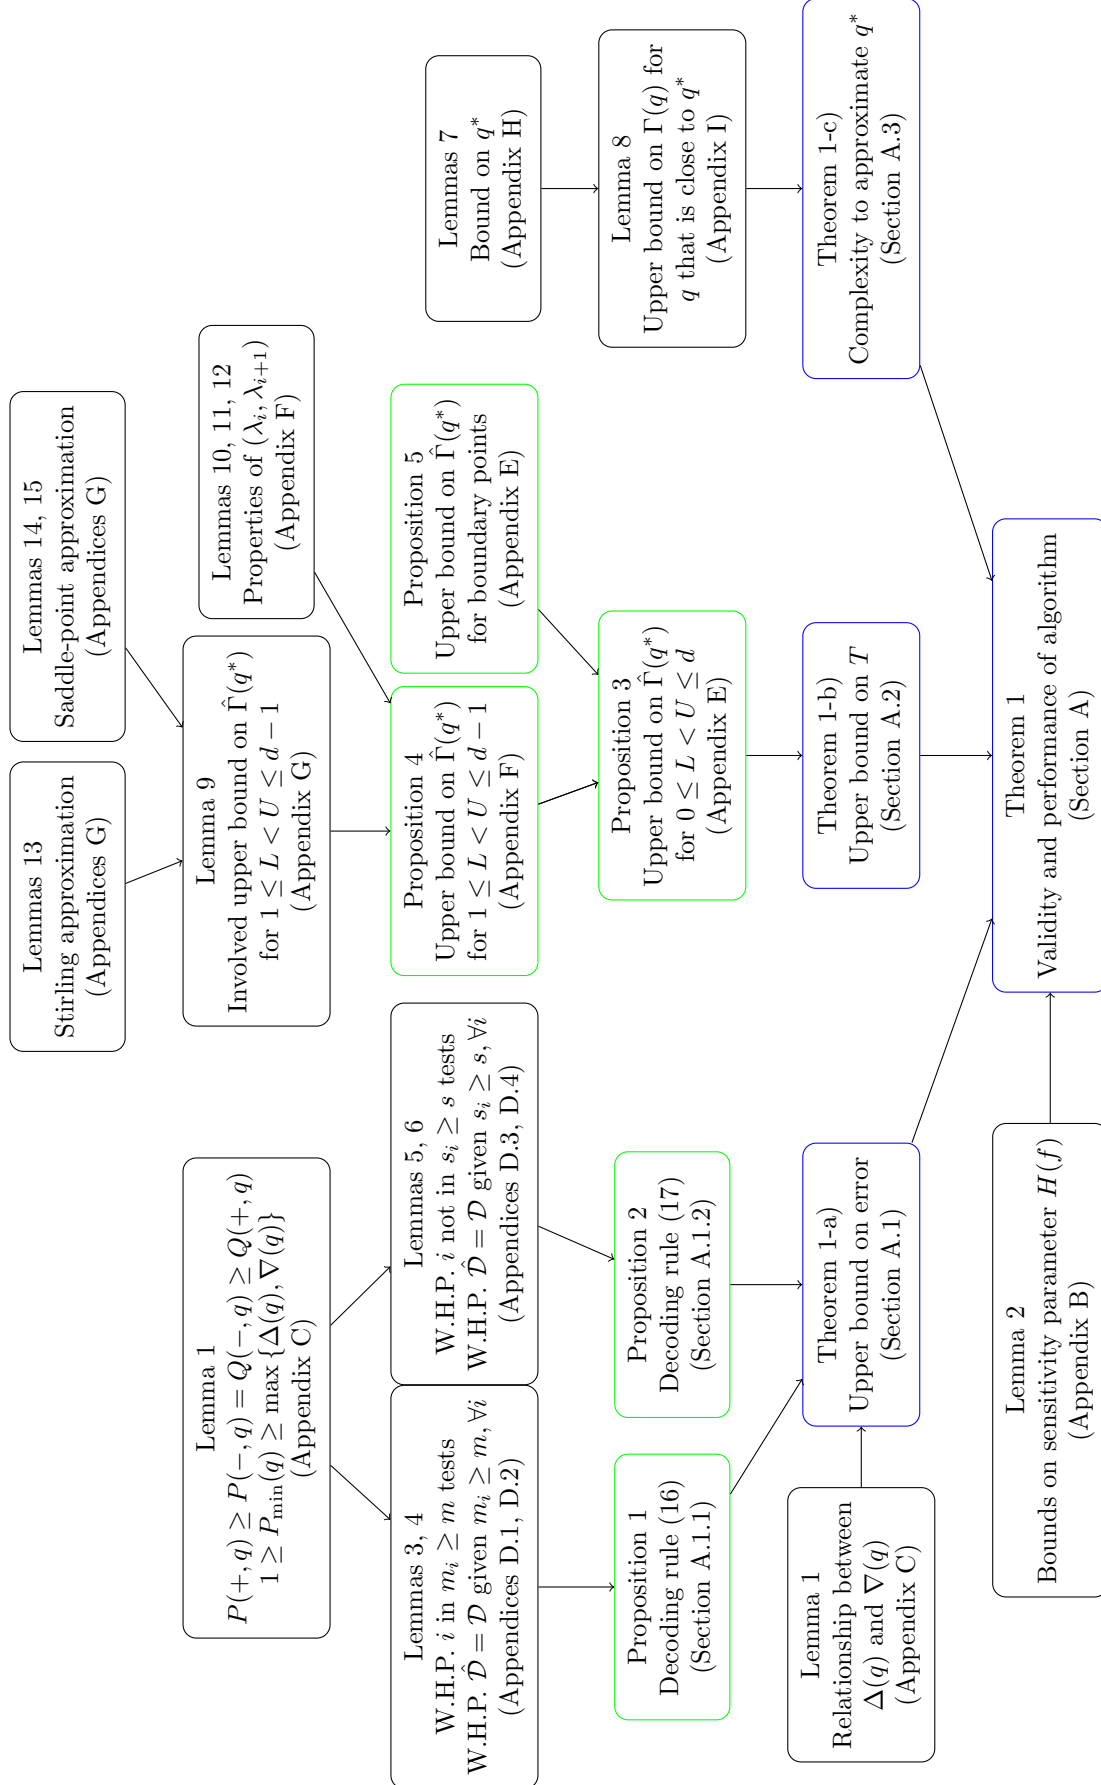 Lemmas 13
Stirling approximation
(Appendices G)
Lemmas 14, 15
Saddle-point approximation
(Appendices G)
Lemma 1
P(+, q) ≥ P(−, q) = Q(−, q) ≥ Q(+, q)
1 ≥ P_min(q) ≥ max {Δ(q), ∇(q)}
(Appendix C)
Lemma 9
Involved upper bound on Γ̂(q*)
for 1 ≤ L < U ≤ d − 1
(Appendix G)
Lemmas 10, 11, 12
Properties of (λ_i, λ_{i+1})
(Appendix F)
Lemmas 3, 4
W.H.P. i in m_i ≥ m tests
W.H.P. 𝒟̂ = 𝒟 given m_i ≥ m, ∀i
(Appendices D.1, D.2)
Lemmas 5, 6
W.H.P. i not in s_i ≥ s tests
W.H.P. 𝒟̂ = 𝒟 given s_i ≥ s, ∀i
(Appendices D.3, D.4)
Proposition 4
Upper bound on Γ̂(q*)
for 1 ≤ L < U ≤ d − 1
(Appendix F)
Proposition 5
Upper bound on Γ̂(q*)
for boundary points
(Appendix E)
Lemmas 7
Bound on q*
(Appendix H)
Proposition 1
Decoding rule (16)
(Section A.1.1)
Proposition 2
Decoding rule (17)
(Section A.1.2)
Proposition 3
Upper bound on Γ̂(q*)
for 0 ≤ L < U ≤ d
(Appendix E)
Lemma 8
Upper bound on Γ(q) for
q that is close to q*
(Appendix I)
Lemma 1
Relationship between
Δ(q) and ∇(q)
(Appendix C)
Theorem 1-a)
Upper bound on error
(Section A.1)
Theorem 1-b)
Upper bound on T
(Section A.2)
Theorem 1-c)
Complexity to approximate q*
(Section A.3)
Lemma 2
Bounds on sensitivity parameter H(f)
(Appendix B)
Theorem 1
Validity and performance of algorithm
(Section A)